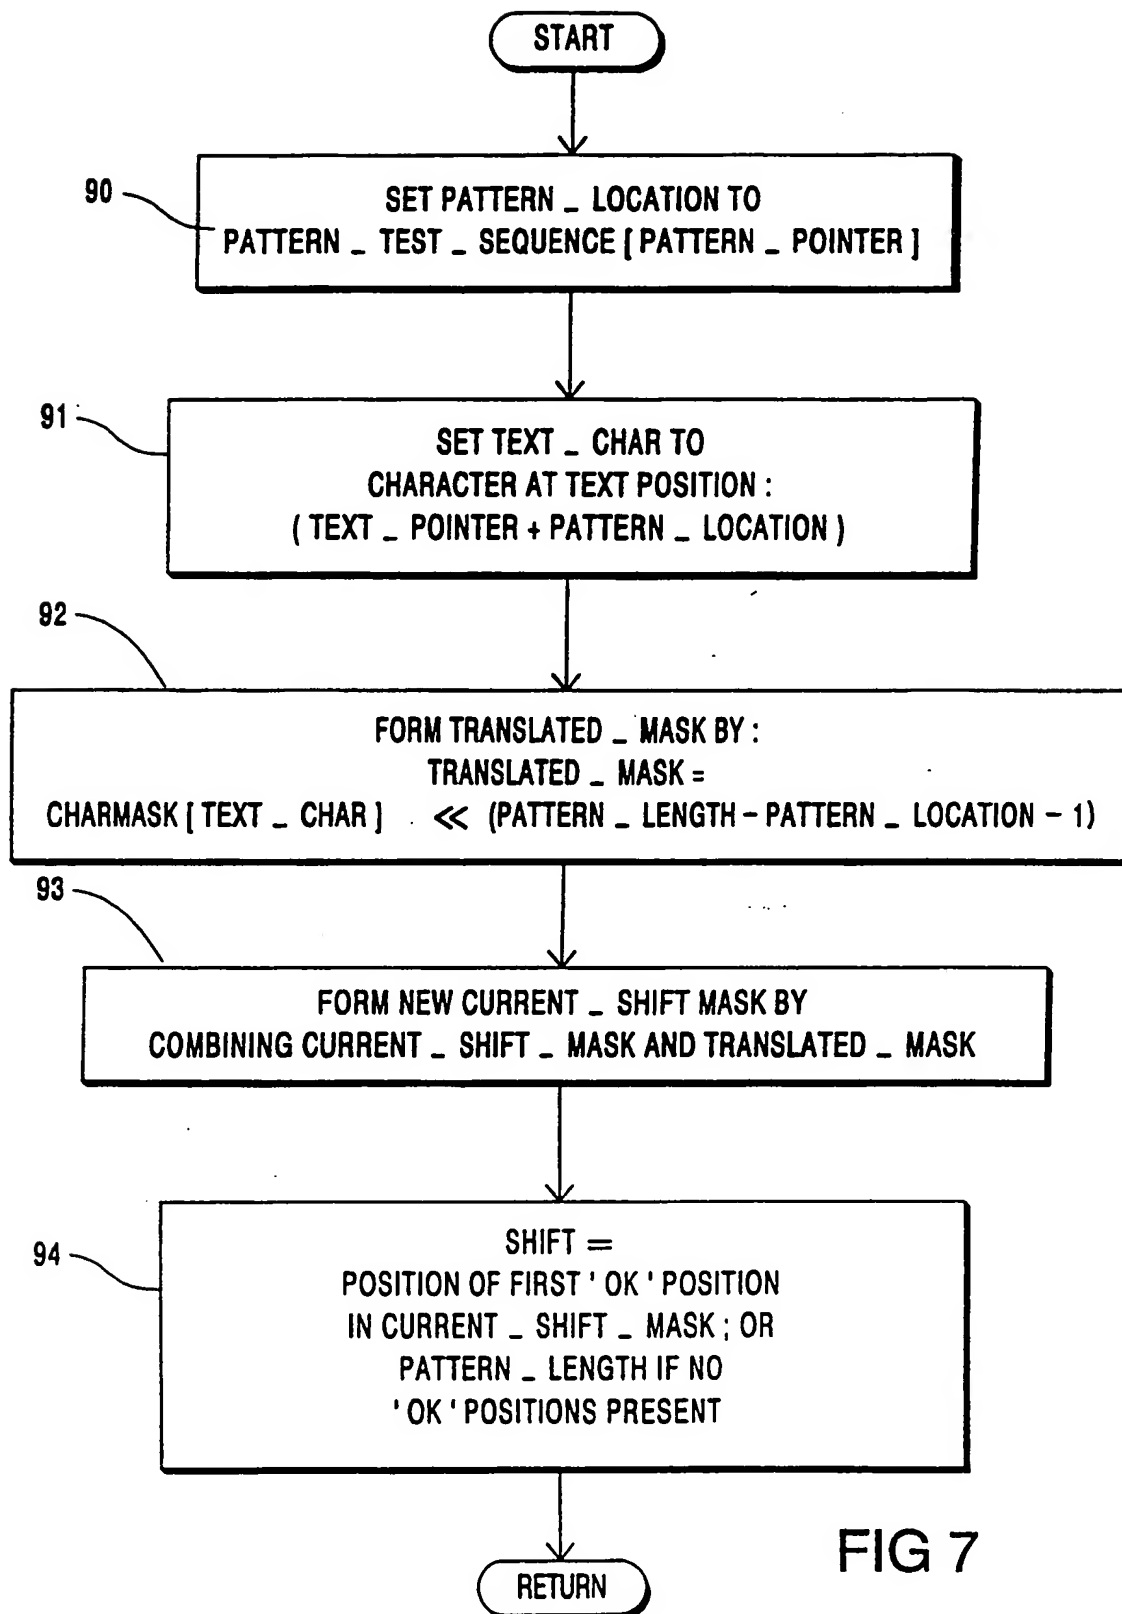 START
90
SET PATTERN _ LOCATION TO
PATTERN _ TEST _ SEQUENCE [ PATTERN _ POINTER ]
91
SET TEXT _ CHAR TO
CHARACTER AT TEXT POSITION :
( TEXT _ POINTER + PATTERN _ LOCATION )
92
FORM TRANSLATED _ MASK BY :
TRANSLATED _ MASK =
CHARMASK [ TEXT _ CHAR ] << (PATTERN _ LENGTH - PATTERN _ LOCATION - 1)
93
FORM NEW CURRENT _ SHIFT MASK BY
COMBINING CURRENT _ SHIFT _ MASK AND TRANSLATED _ MASK
94
SHIFT =
POSITION OF FIRST ' OK ' POSITION
IN CURRENT _ SHIFT _ MASK ; OR
PATTERN _ LENGTH IF NO
' OK ' POSITIONS PRESENT
RETURN
FIG 7